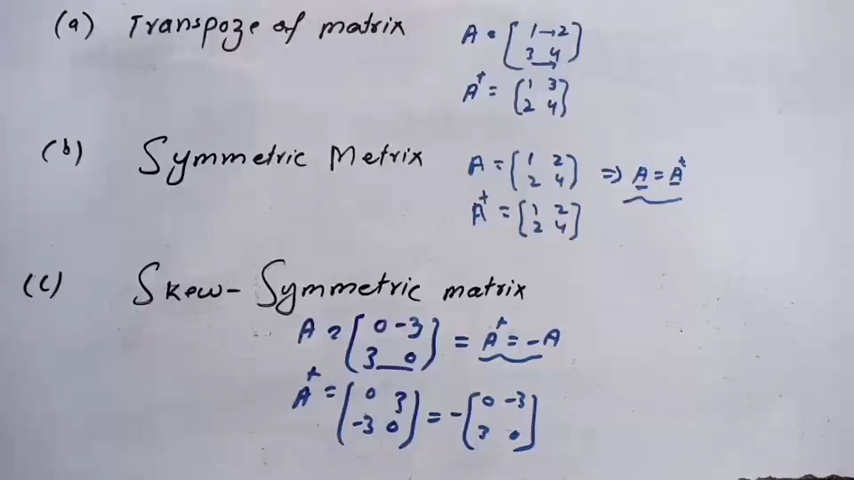 (a) Transpoze of matrix A = [1→2
3 4]
Aᵗ = [1 3
2 4]
(b) Symmetric Metrix A = [1 2
2 4] ⇒ A = Aᵗ
Aᵗ = [1 2
2 4]
(c) Skew-Symmetric matrix
A = [0 -3
3 0] = Aᵗ = -A
Aᵗ = [0 3
-3 0] = -[0 -3
3 0]